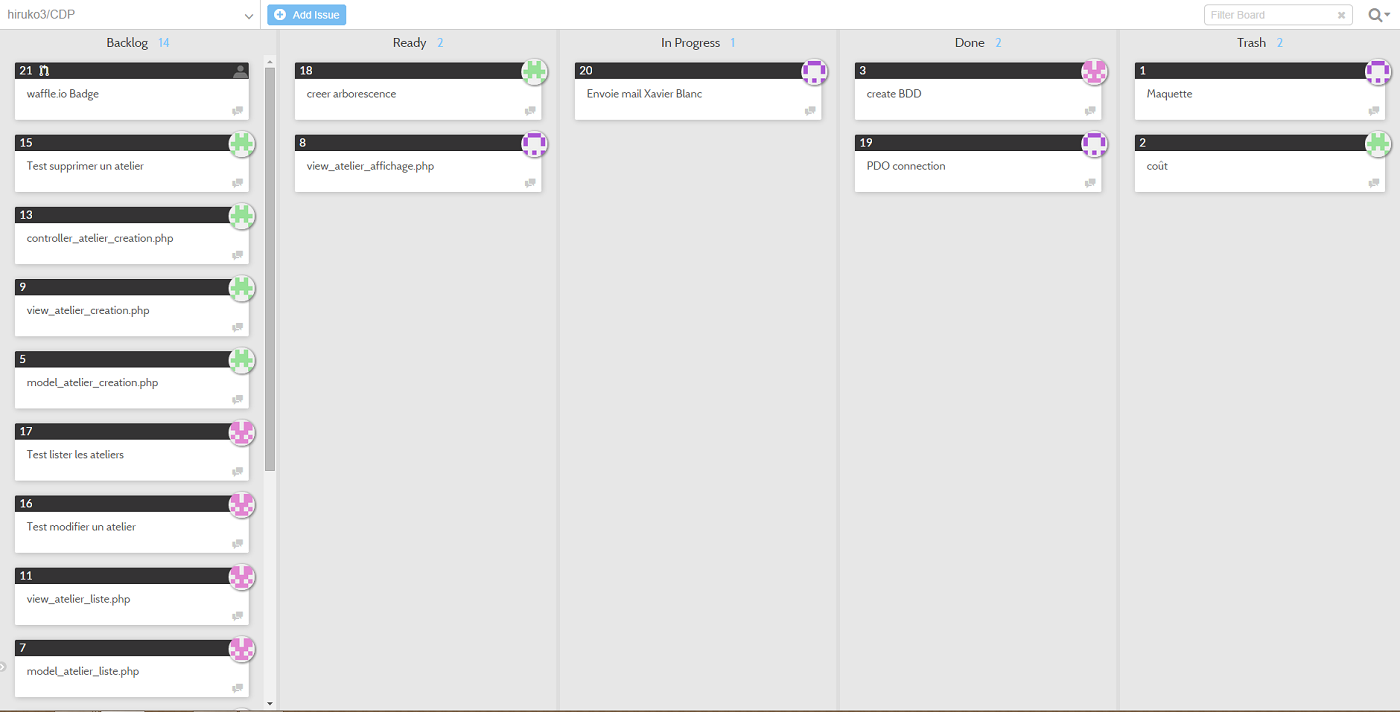 hiruko3/CDP
Add Issue
Filter Board
Backlog 14
21
waffle.io Badge
15
Test supprimer un atelier
13
controller_atelier_creation.php
9
view_atelier_creation.php
5
model_atelier_creation.php
17
Test lister les ateliers
16
Test modifier un atelier
11
view_atelier_liste.php
7
model_atelier_liste.php
Ready 2
18
creer arborescence
8
view_atelier_affichage.php
In Progress 1
20
Envoie mail Xavier Blanc
Done 2
3
create BDD
19
PDO connection
Trash 2
1
Maquette
2
coût